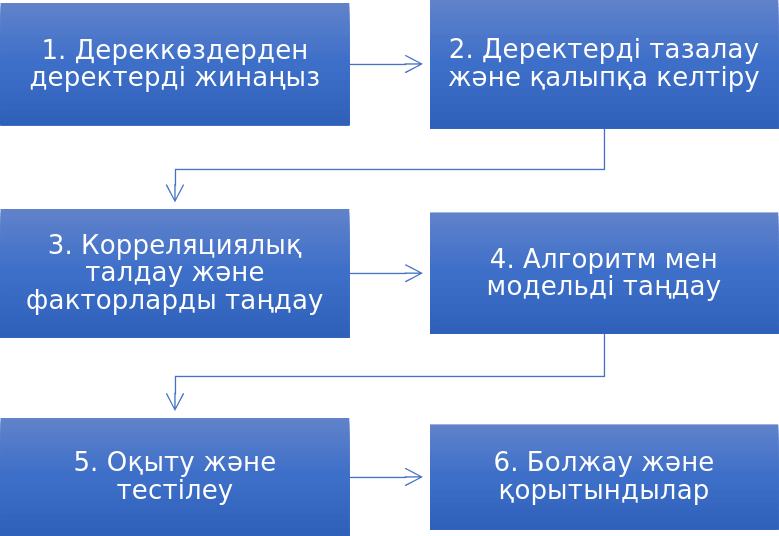 1. Дереккөздерден
деректерді жинаңыз
2. Деректерді тазалау
және қалыпқа келтіру
3. Корреляциялық
талдау және
факторларды таңдау
4. Алгоритм мен
модельді таңдау
5. Оқыту және
тестілеу
6. Болжау және
қорытындылар